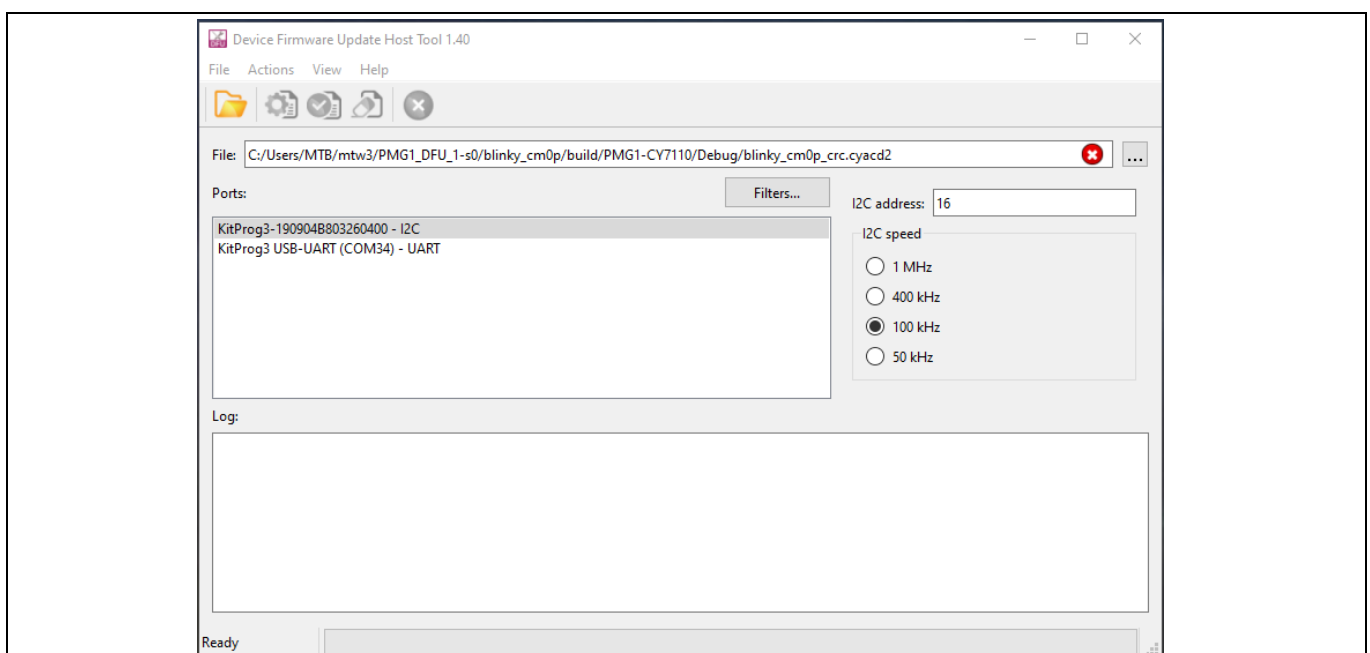 Device Firmware Update Host Tool 1.40
File Actions View Help
File: C:/Users/MTB/mtw3/PMG1_DFU_1-s0/blinky_cm0p/build/PMG1-CY7110/Debug/blinky_cm0p_crc.cyacd2 ...
Ports: Filters...
KitProg3-190904B803260400 - I2C
KitProg3 USB-UART (COM34) - UART
I2C address: 16
I2C speed
1 MHz
400 kHz
100 kHz
50 kHz
Log:
Ready